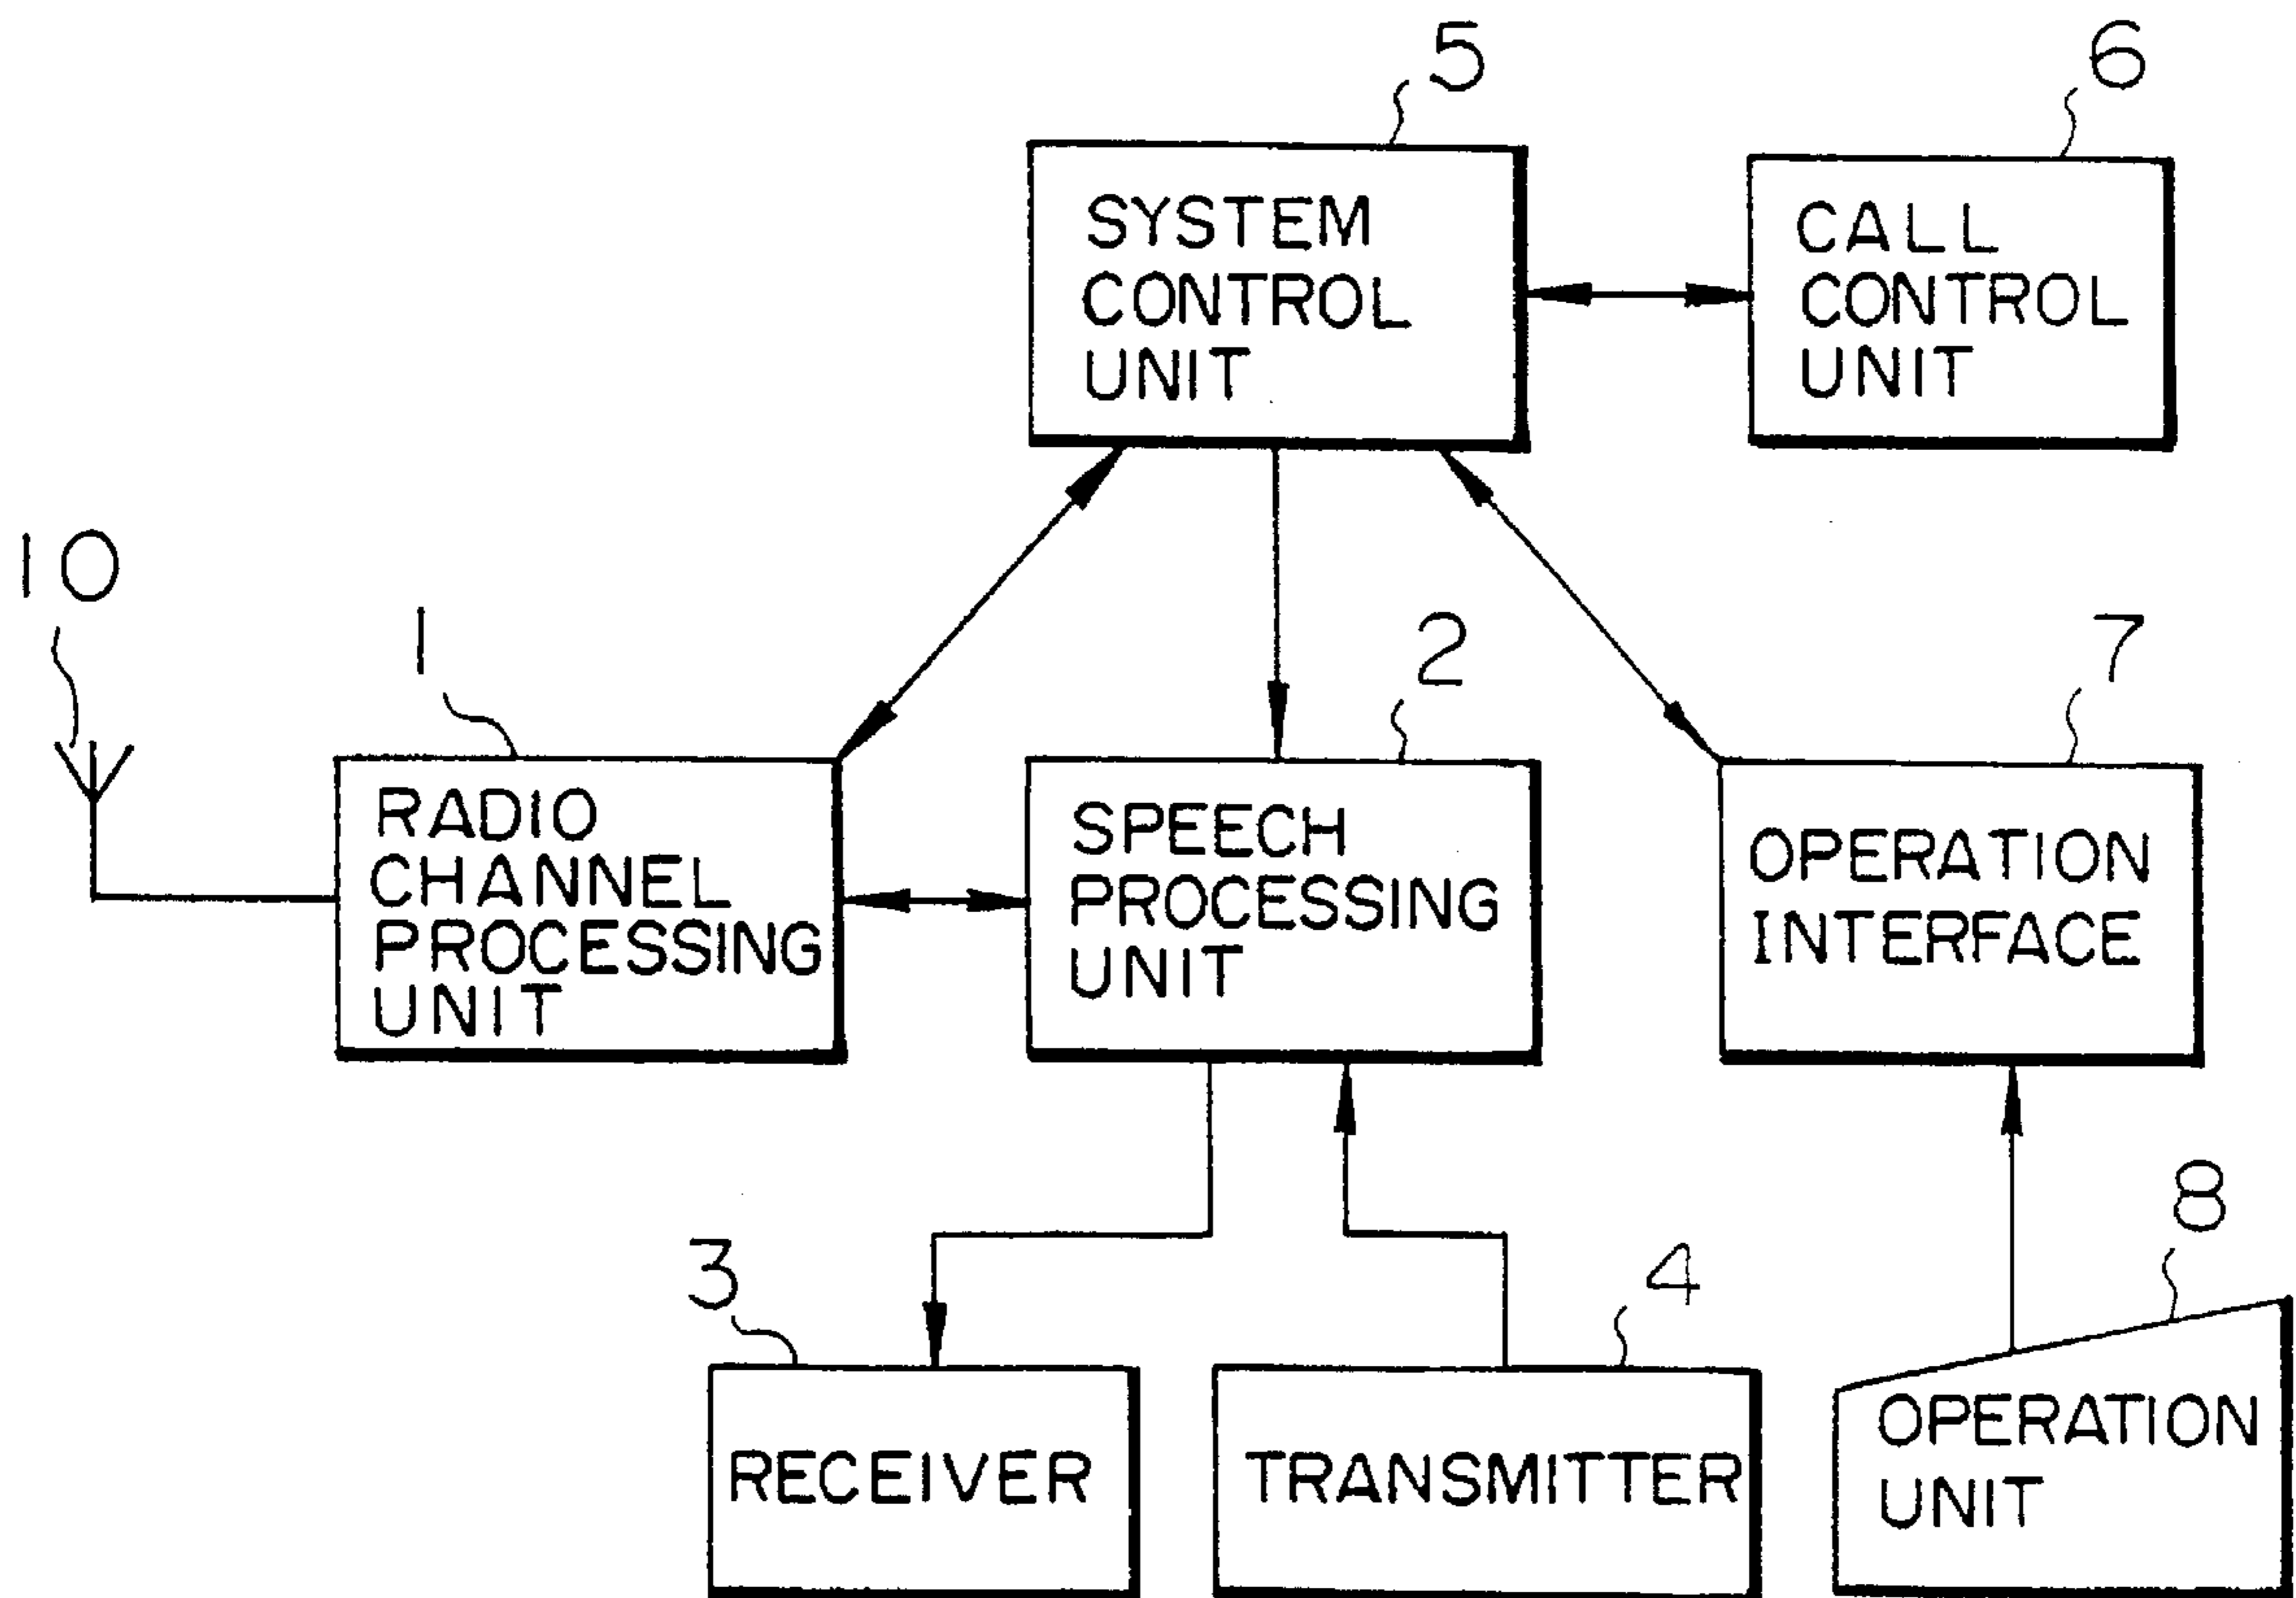 5
6
SYSTEM
CONTROL
UNIT
CALL
CONTROL
UNIT
10
1
2
7
RADIO
CHANNEL
PROCESSING
UNIT
SPEECH
PROCESSING
UNIT
OPERATION
INTERFACE
3
4
8
RECEIVER
TRANSMITTER
OPERATION
UNIT